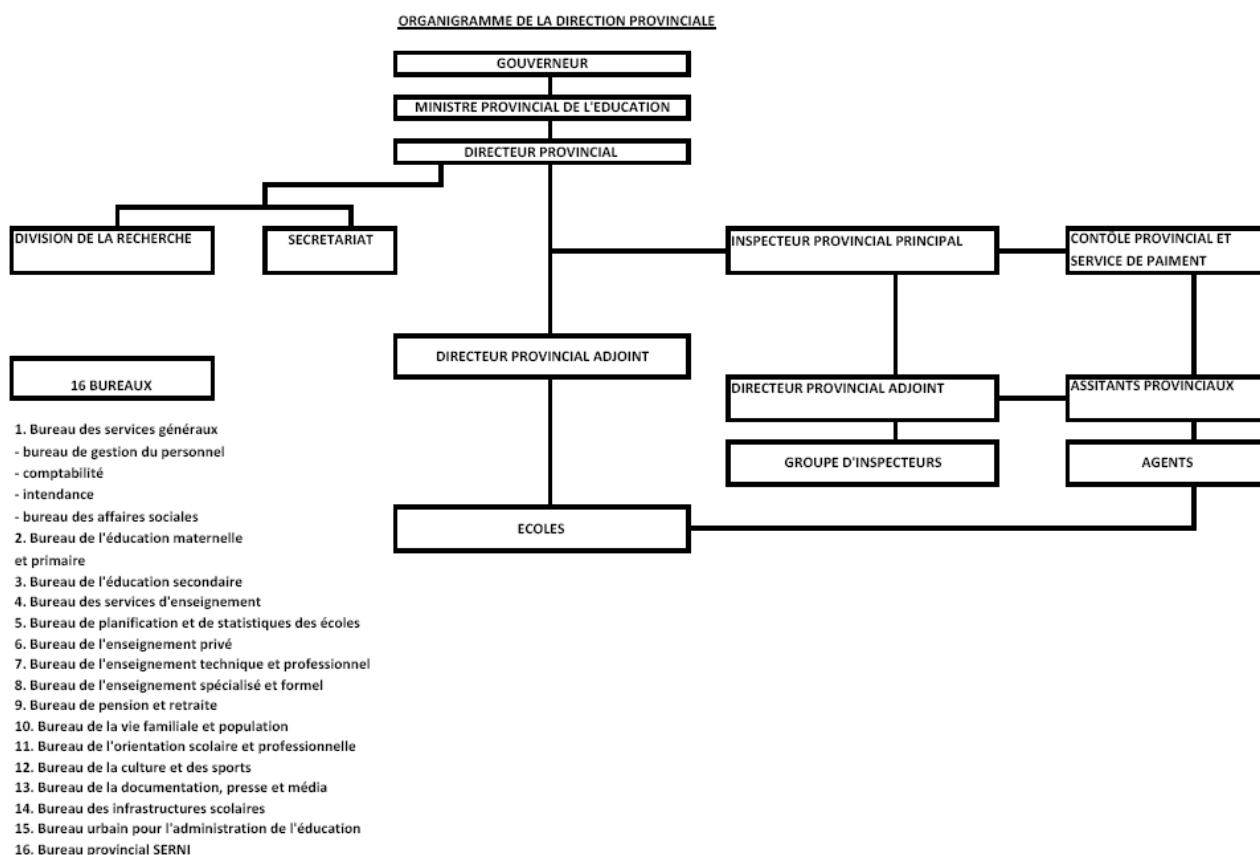 ORGANIGRAMME DE LA DIRECTION PROVINCIALE
GOUVERNEUR
MINISTRE PROVINCIAL DE L'EDUCATION
DIRECTEUR PROVINCIAL
DIVISION DE LA RECHERCHE
SECRETARIAT
INSPECTEUR PROVINCIAL PRINCIPAL
CONTÔLE PROVINCIAL ET
SERVICE DE PAIMENT
DIRECTEUR PROVINCIAL ADJOINT
16 BUREAUX
DIRECTEUR PROVINCIAL ADJOINT
ASSITANTS PROVINCIAUX
GROUPE D'INSPECTEURS
AGENTS
ECOLES
1. Bureau des services généraux
- bureau de gestion du personnel
- comptabilité
- intendance
- bureau des affaires sociales
2. Bureau de l'éducation maternelle
et primaire
3. Bureau de l'éducation secondaire
4. Bureau des services d'enseignement
5. Bureau de planification et de statistiques des écoles
6. Bureau de l'enseignement privé
7. Bureau de l'enseignement technique et professionnel
8. Bureau de l'enseignement spécialisé et formel
9. Bureau de pension et retraite
10. Bureau de la vie familiale et population
11. Bureau de l'orientation scolaire et professionnelle
12. Bureau de la culture et des sports
13. Bureau de la documentation, presse et média
14. Bureau des infrastructures scolaires
15. Bureau urbain pour l'administration de l'éducation
16. Bureau provincial SERNI